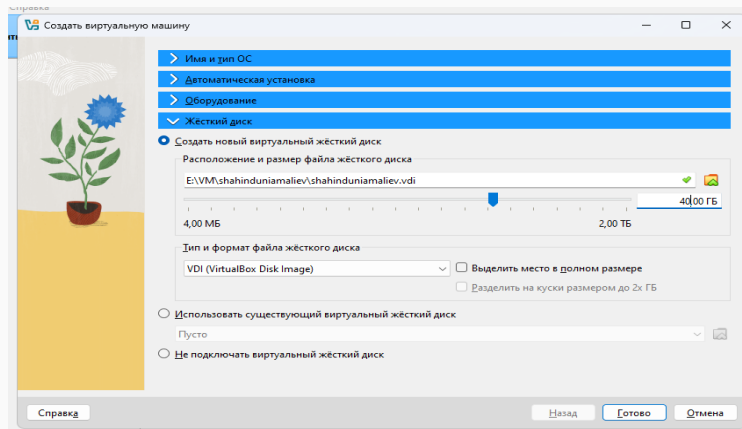 Справка
Создать виртуальную машину
Имя и тип ОС
Автоматическая установка
Оборудование
Жёсткий диск
Создать новый виртуальный жёсткий диск
Расположение и размер файла жёсткого диска
E:\VM\shahinduniamaliev\shahinduniamaliev.vdi
40,00 ГБ
4,00 МБ 2,00 ТБ
Тип и формат файла жёсткого диска
VDI (VirtualBox Disk Image) Выделить место в полном размере
Разделить на куски размером до 2х ГБ
Использовать существующий виртуальный жёсткий диск
Пусто
Не подключать виртуальный жёсткий диск
Справка Назад Готово Отмена